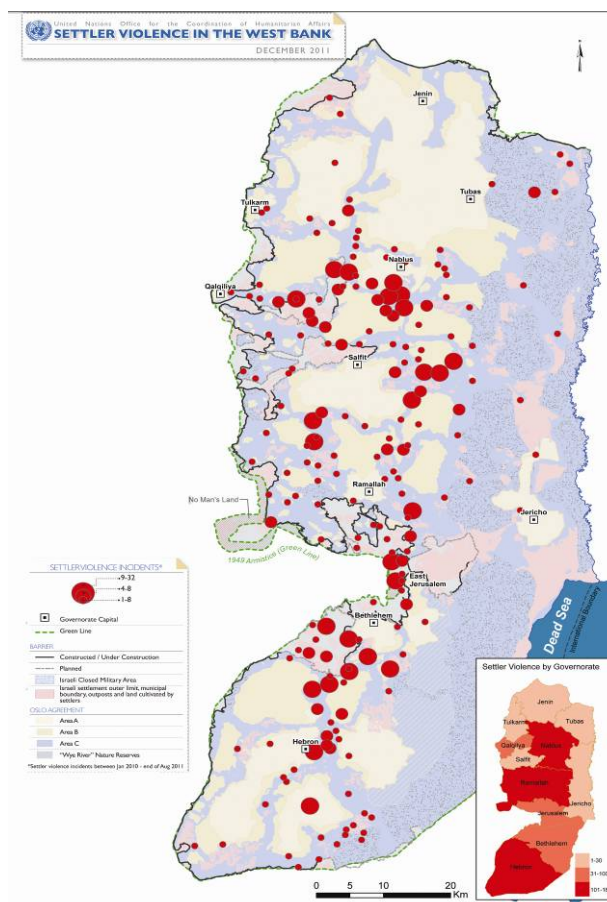 United Nations Office for the Coordination of Humanitarian Affairs
SETTLER VIOLENCE IN THE WEST BANK
DECEMBER 2011
Jenin
Tubas
Tulkarm
Nablus
Qalqiliya
Salfit
Ramallah
No Man's Land
Jericho
1949 Armistice (Green Line)
East
Jerusalem
Bethlehem
Dead Sea
International Boundary
Hebron
SETTLER VIOLENCE INCIDENTS*
9-32
4-8
1-8
Governorate Capital
Green Line
BARRIER
Constructed / Under Construction
Planned
Israeli Closed Military Area
Israeli settlement outer limit, municipal
boundary, outposts and land cultivated by
settlers
OSLO AGREEMENT
Area A
Area B
Area C
"Wye River" Nature Reserves
*Settler violence incidents between Jan 2010 - end of Aug 2011
0 5 10 20
Km
Settler Violence by Governorate
Jenin
Tulkarm
Tubas
Qalqiliya
Nablus
Salfit
Ramallah
Jericho
Jerusalem
Bethlehem
Hebron
1-30
31-100